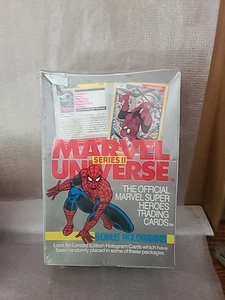 MARVEL
SERIES II
UNIVERSE
THE OFFICIAL
MARVEL SUPER
HEROES
TRADING
CARDS™
BONUS HOLOGRAM!
Look for Limited Edition Hologram Cards which have
been randomly placed in some of these packages.